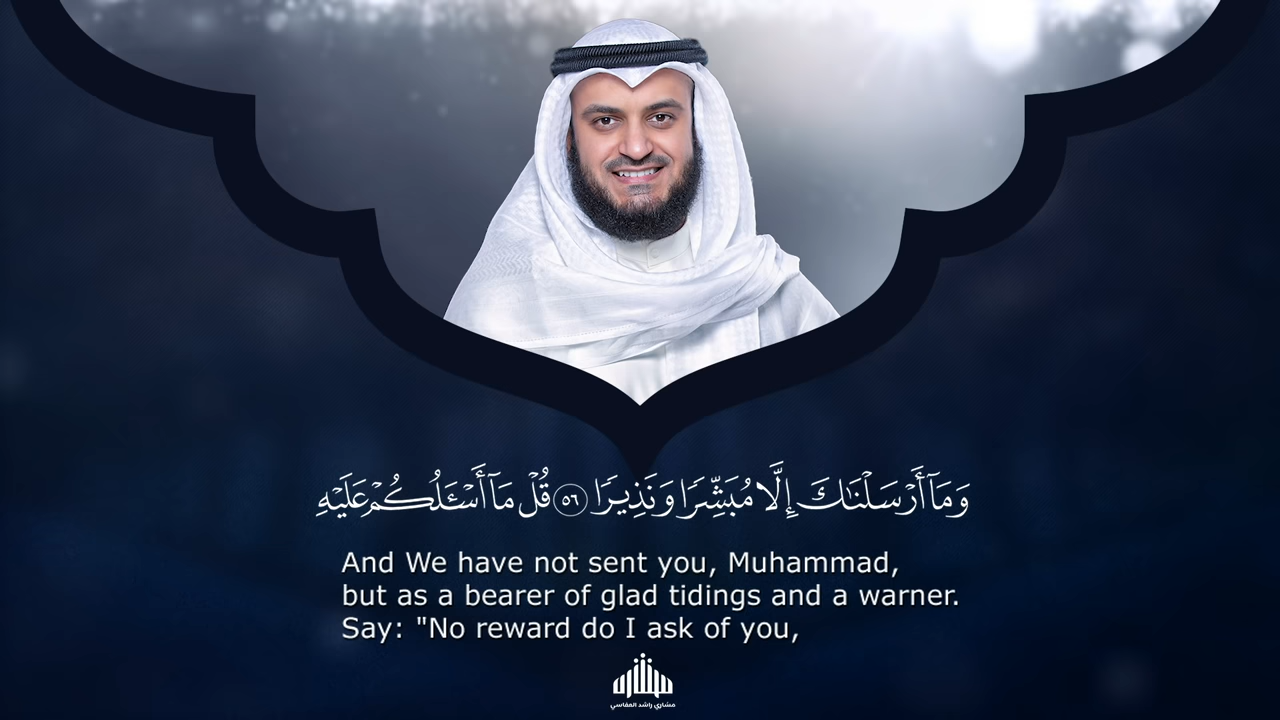 وَمَآ أَرْسَلْنَـٰكَ إِلَّا مُبَشِّرًا وَنَذِيرًا ٥٦ قُلْ مَآ أَسْـَٔلُكُمْ عَلَيْهِ
And We have not sent you, Muhammad,
but as a bearer of glad tidings and a warner.
Say: "No reward do I ask of you,
مشاري
مشاري راشد العفاسي